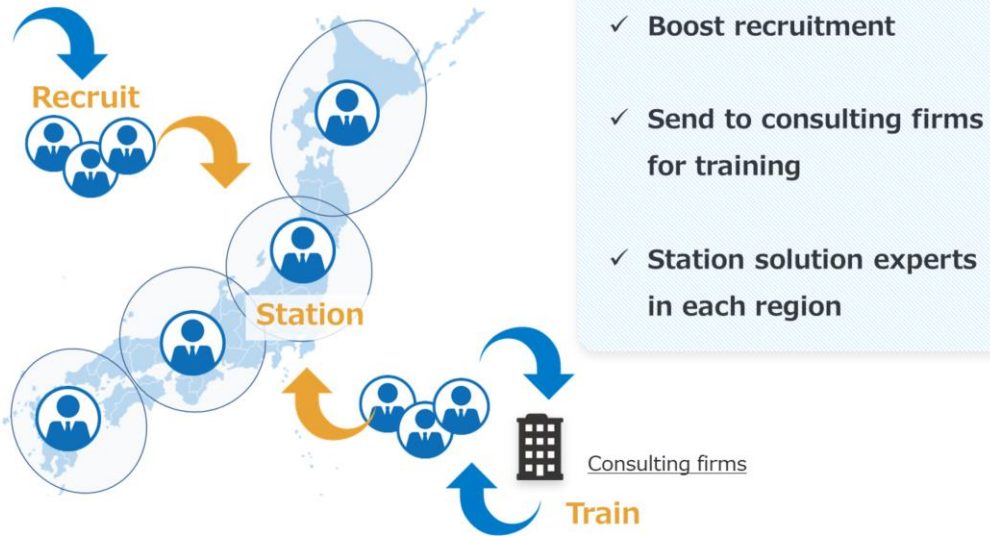 Recruit
Station
Consulting firms
Train
✓ Boost recruitment
✓ Send to consulting firms
for training
✓ Station solution experts
in each region